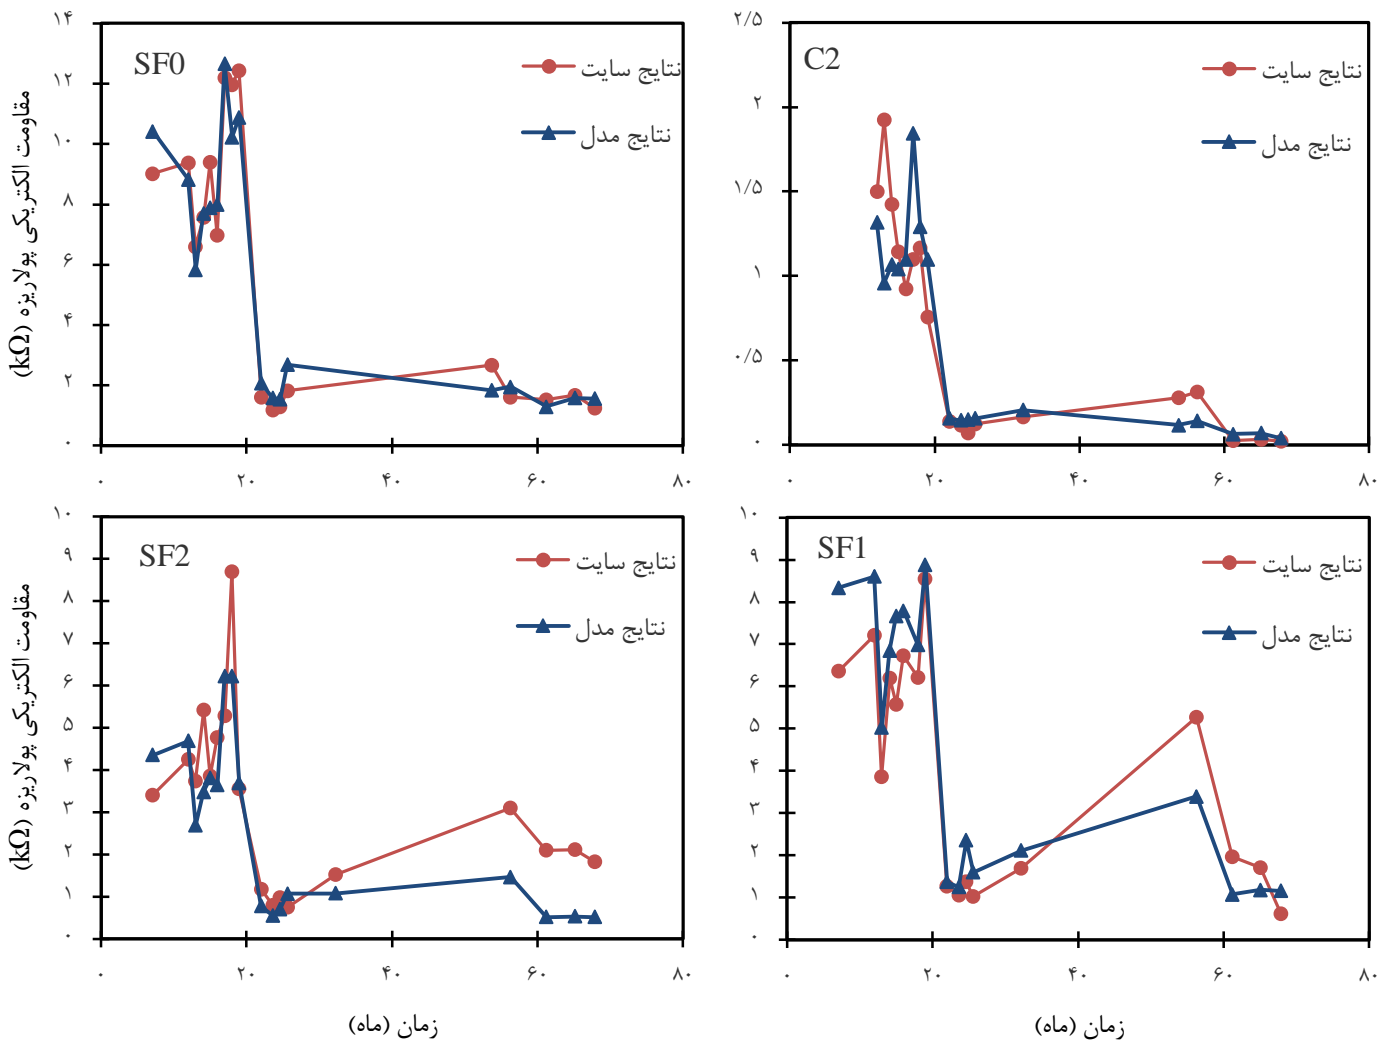 SF0
نتایج سایت
نتایج مدل
مقاومت الکتریکی پولاریزه (kΩ)
۱۴
۱۲
۱۰
۸
۶
۴
۲
۰
۰ ۲۰ ۴۰ ۶۰ ۸۰
C2
نتایج سایت
نتایج مدل
۲/۵
۲
۱/۵
۱
۰/۵
۰
۰ ۲۰ ۴۰ ۶۰ ۸۰
SF2
نتایج سایت
نتایج مدل
مقاومت الکتریکی پولاریزه (kΩ)
۱۰
۹
۸
۷
۶
۵
۴
۳
۲
۱
۰
۰ ۲۰ ۴۰ ۶۰ ۸۰
زمان (ماه)
SF1
نتایج سایت
نتایج مدل
۱۰
۹
۸
۷
۶
۵
۴
۳
۲
۱
۰
۰ ۲۰ ۴۰ ۶۰ ۸۰
زمان (ماه)